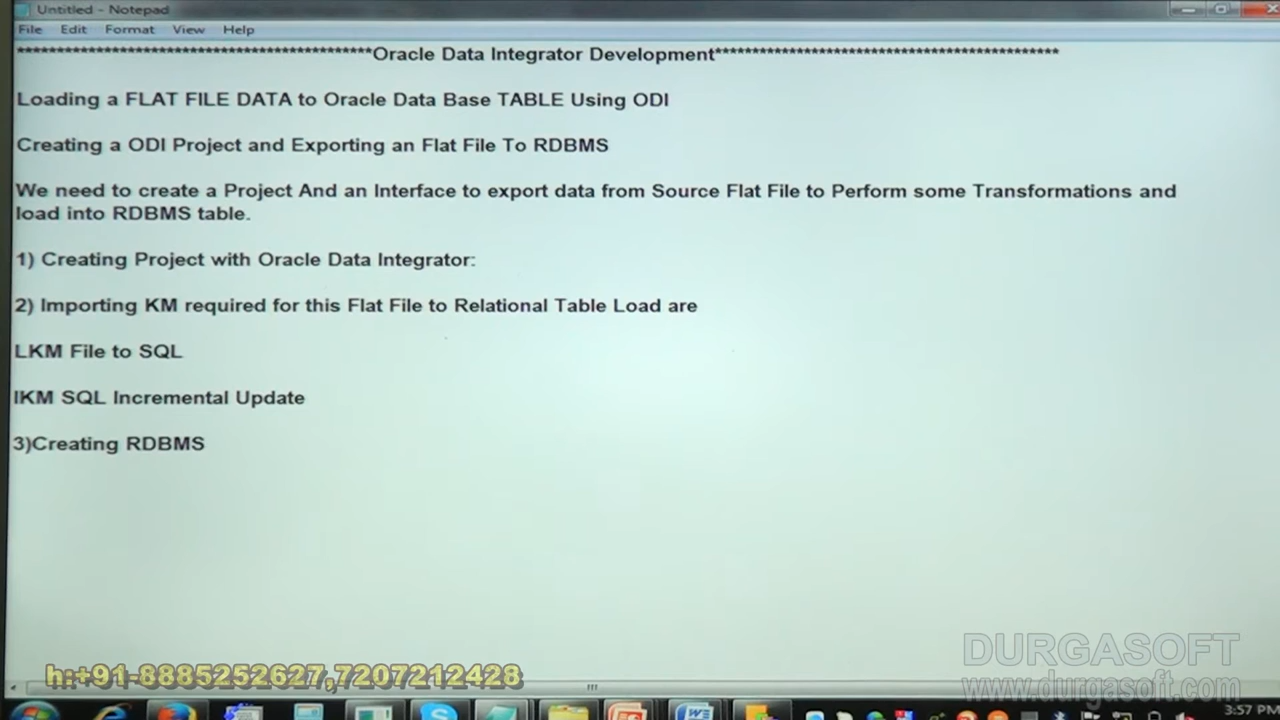 Untitled - Notepad
File Edit Format View Help
********************************************Oracle Data Integrator Development********************************************
Loading a FLAT FILE DATA to Oracle Data Base TABLE Using ODI
Creating a ODI Project and Exporting an Flat File To RDBMS
We need to create a Project And an Interface to export data from Source Flat File to Perform some Transformations and
load into RDBMS table.
1) Creating Project with Oracle Data Integrator:
2) Importing KM required for this Flat File to Relational Table Load are
LKM File to SQL
IKM SQL Incremental Update
3)Creating RDBMS
DURGASOFT
h:+91-8885252627,7207212428
www.durgasoft.com
3:57 PM